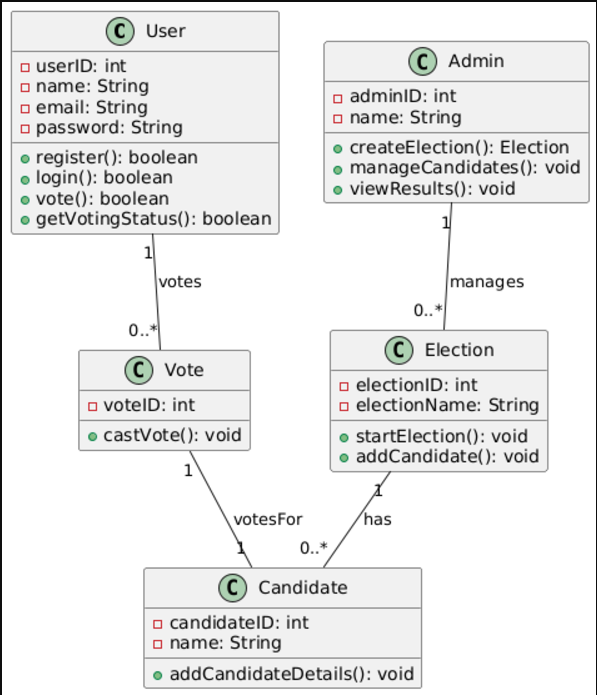 C User
userID: int
name: String
email: String
password: String
register(): boolean
login(): boolean
vote(): boolean
getVotingStatus(): boolean
C Admin
adminID: int
name: String
createElection(): Election
manageCandidates(): void
viewResults(): void
1
votes
0..*
1
manages
0..*
C Vote
voteID: int
castVote(): void
C Election
electionID: int
electionName: String
startElection(): void
addCandidate(): void
1
votesFor
1
1
has
0..*
C Candidate
candidateID: int
name: String
addCandidateDetails(): void